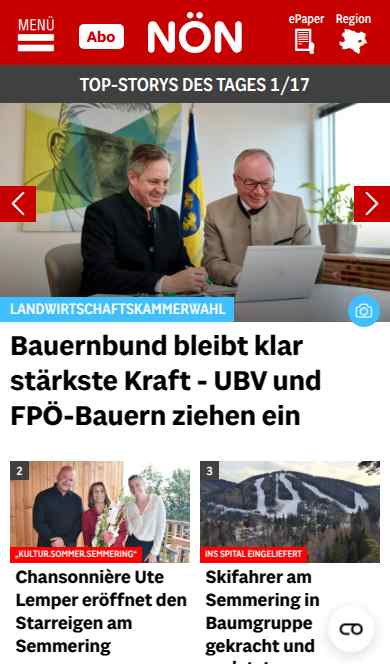 MENÜ
Abo
NÖN
ePaper
Region
TOP-STORYS DES TAGES 1/17
LANDWIRTSCHAFTSKAMMERWAHL
Bauernbund bleibt klar
stärkste Kraft - UBV und
FPÖ-Bauern ziehen ein
2
„KULTUR.SOMMER.SEMMERING“
Chansonnière Ute
Lemper eröffnet den
Starreigen am
Semmering
3
INS SPITAL EINGELIEFERT
Skifahrer am
Semmering in
Baumgruppe
gekracht und